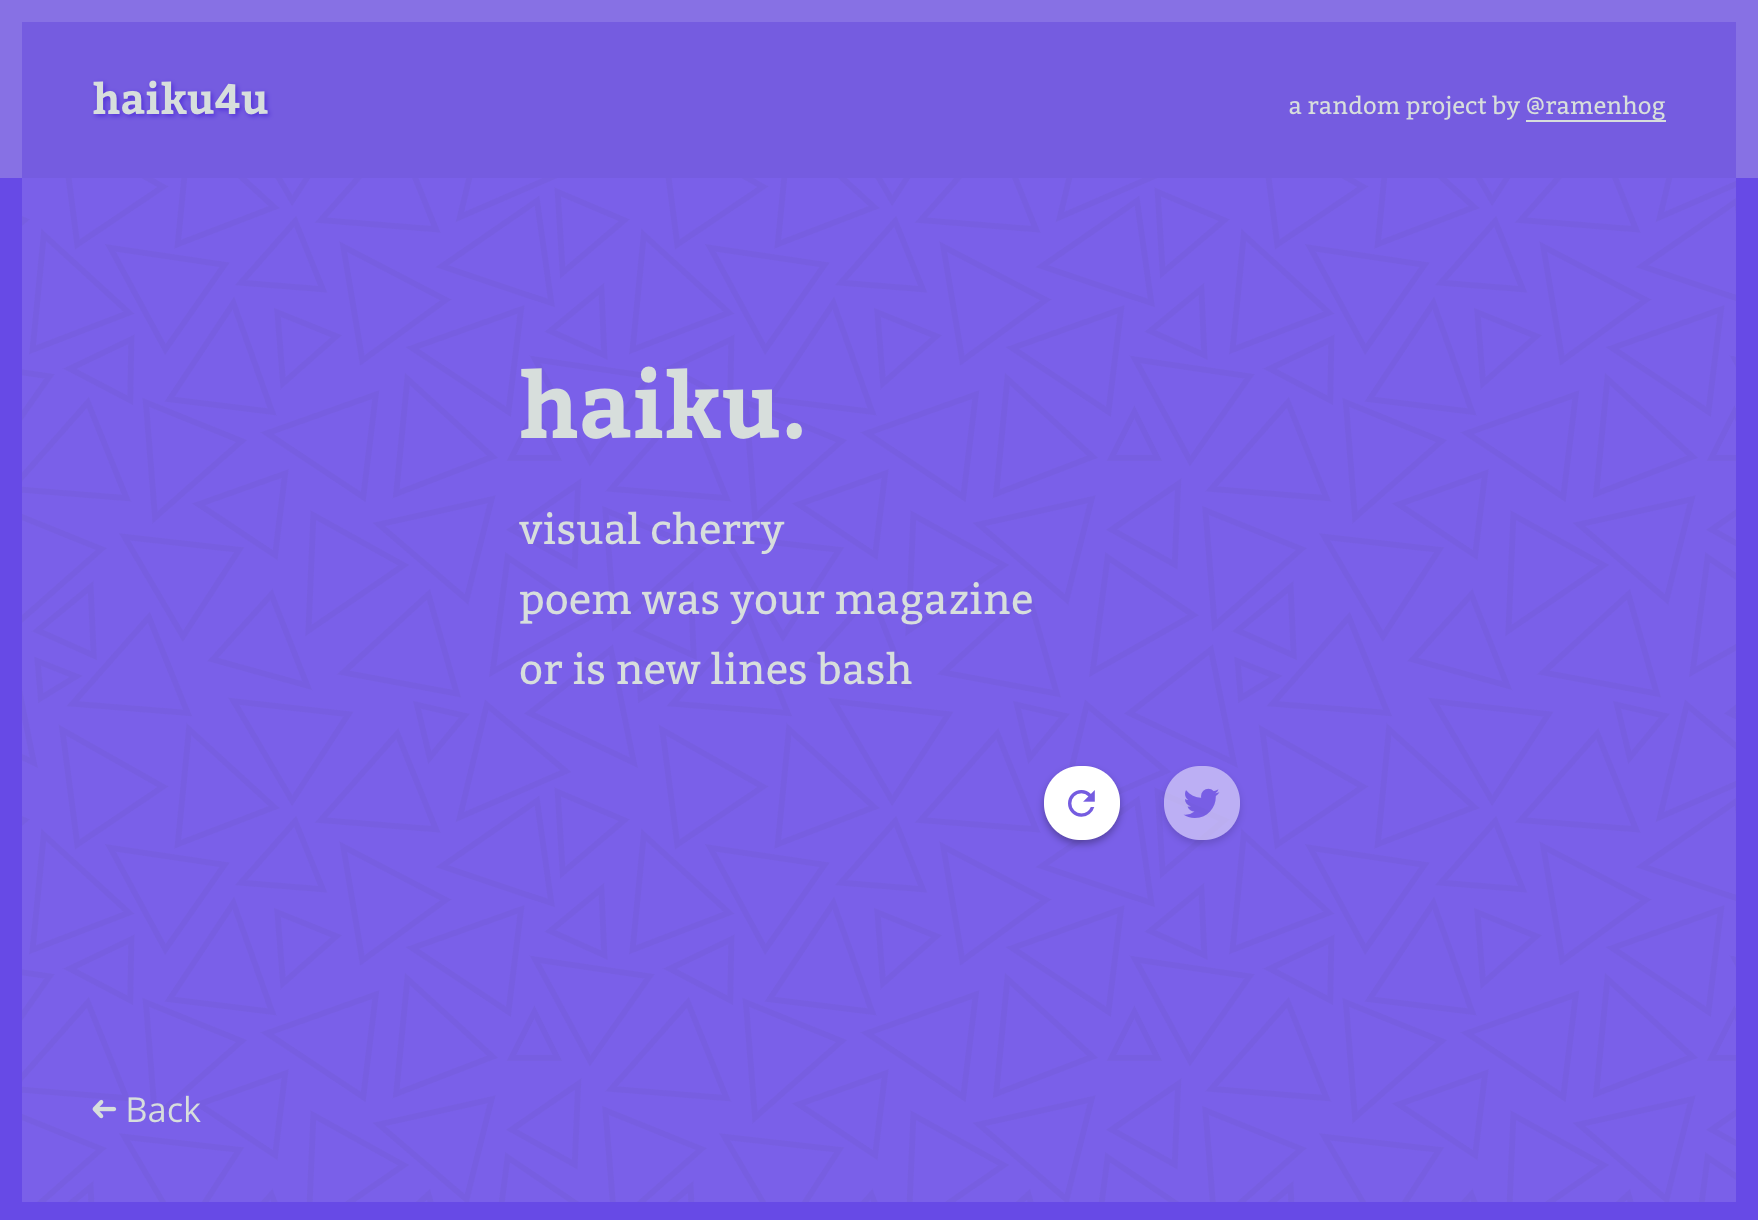 haiku4u
a random project by @ramenhog
haiku.
visual cherry
poem was your magazine
or is new lines bash
Back